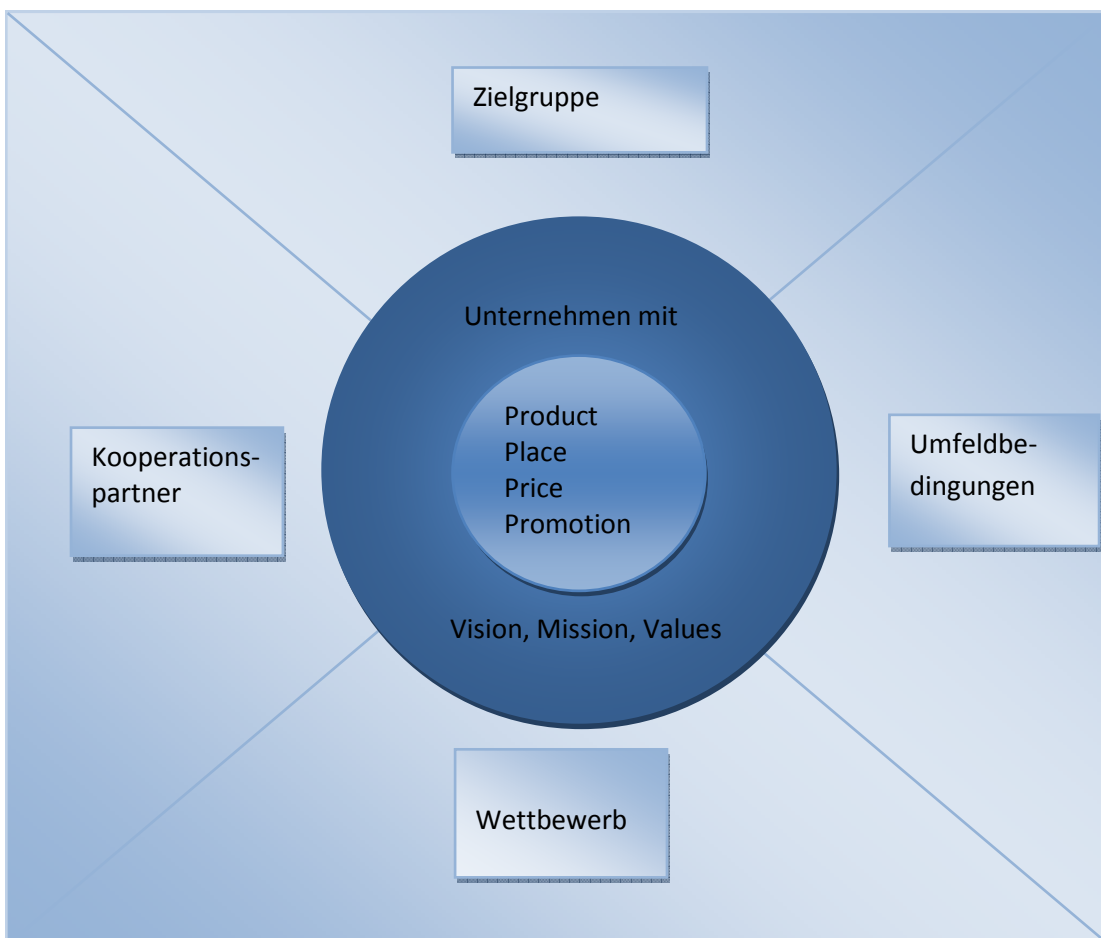 Zielgruppe
Unternehmen mit
Product
Place
Price
Promotion
Kooperations-
partner
Umfeldbe-
dingungen
Vision, Mission, Values
Wettbewerb